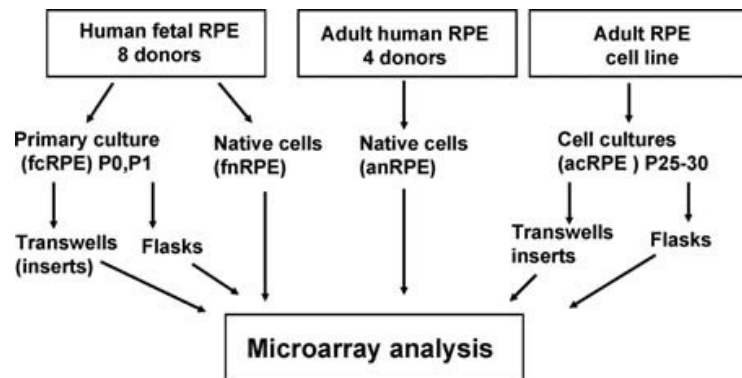 Human fetal RPE
8 donors
Adult human RPE
4 donors
Adult RPE
cell line
Primary culture
(fcRPE) P0,P1
Native cells
(fnRPE)
Native cells
(anRPE)
Cell cultures
(acRPE ) P25-30
Transwells
(inserts)
Flasks
Transwells
inserts
Flasks
Microarray analysis